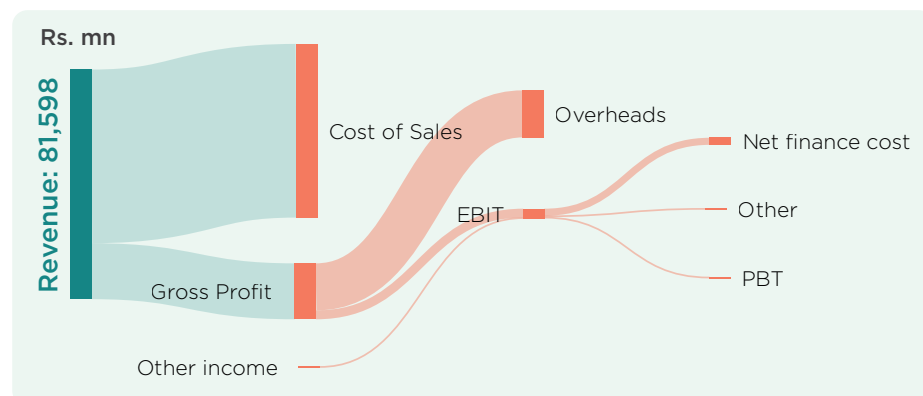 Rs. mn
Revenue: 81,598
Cost of Sales
Overheads
Net finance cost
EBIT
Other
Gross Profit
PBT
Other income